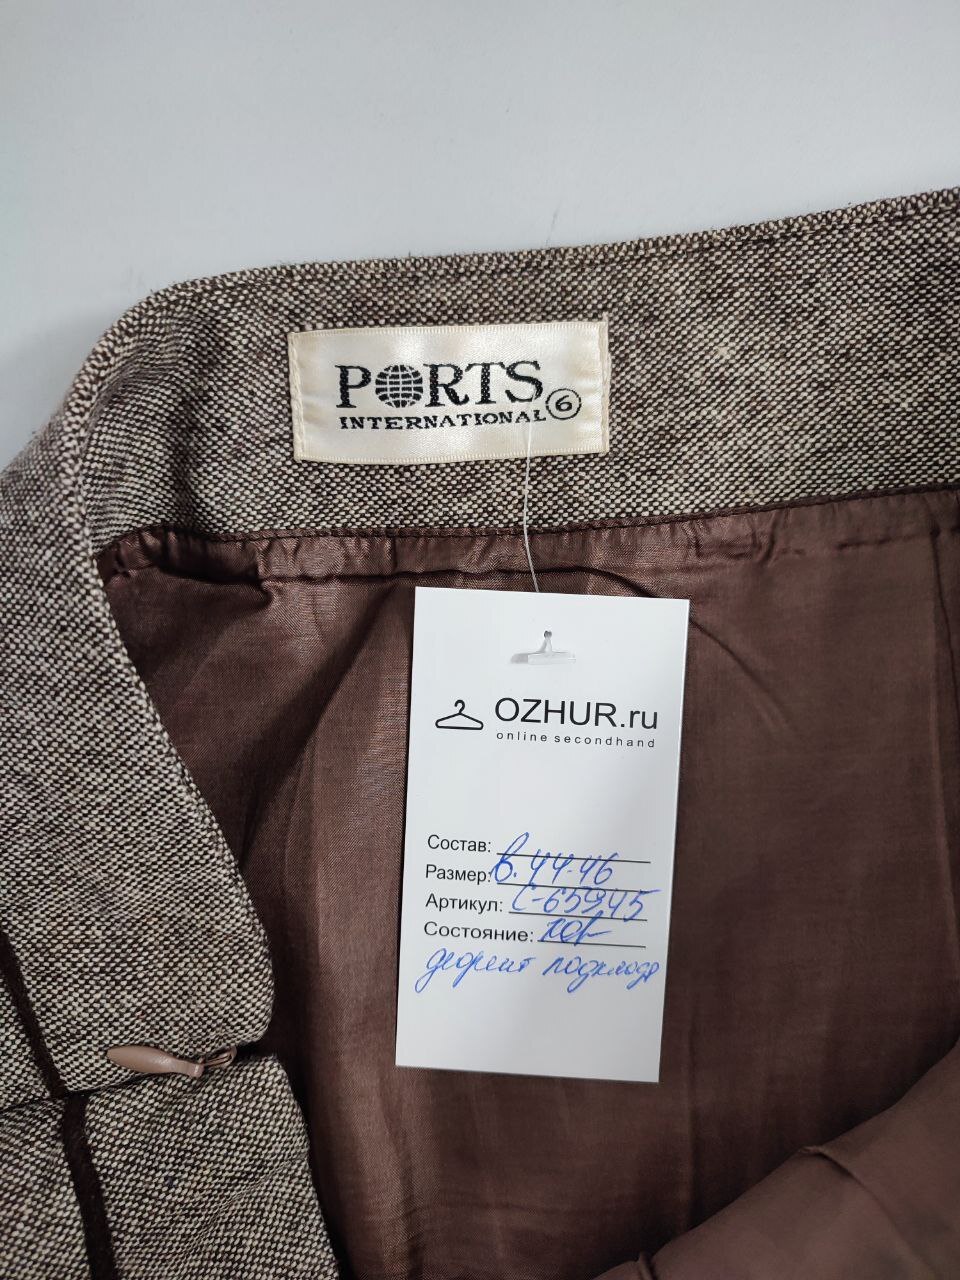 PORTS
INTERNATIONAL 6
OZHUR.ru
online secondhand
Состав:
Размер: в. 44-46
Артикул: С-65945
Состояние: хор
дефект подклада